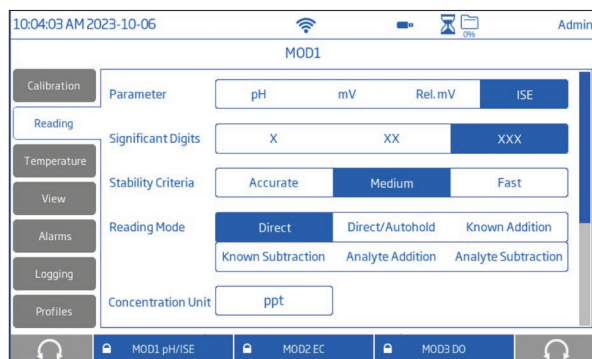 10:04:03 AM 2023-10-06 0% Admin
MOD1
Calibration
Reading
Temperature
View
Alarms
Logging
Profiles
Parameter pH mV Rel. mV ISE
Significant Digits X XX XXX
Stability Criteria Accurate Medium Fast
Reading Mode Direct Direct/Autohold Known Addition
Known Subtraction Analyte Addition Analyte Subtraction
Concentration Unit ppt
MOD1 pH/ISE MOD2 EC MOD3 DO